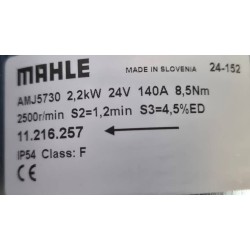 MAHLE
MADE IN SLOVENIA 24-152
AMJ5730 2,2kW 24V 140A 8,5Nm
2500r/min S2=1,2min S3=4,5%ED
11.216.257
IP54 Class: F
CE